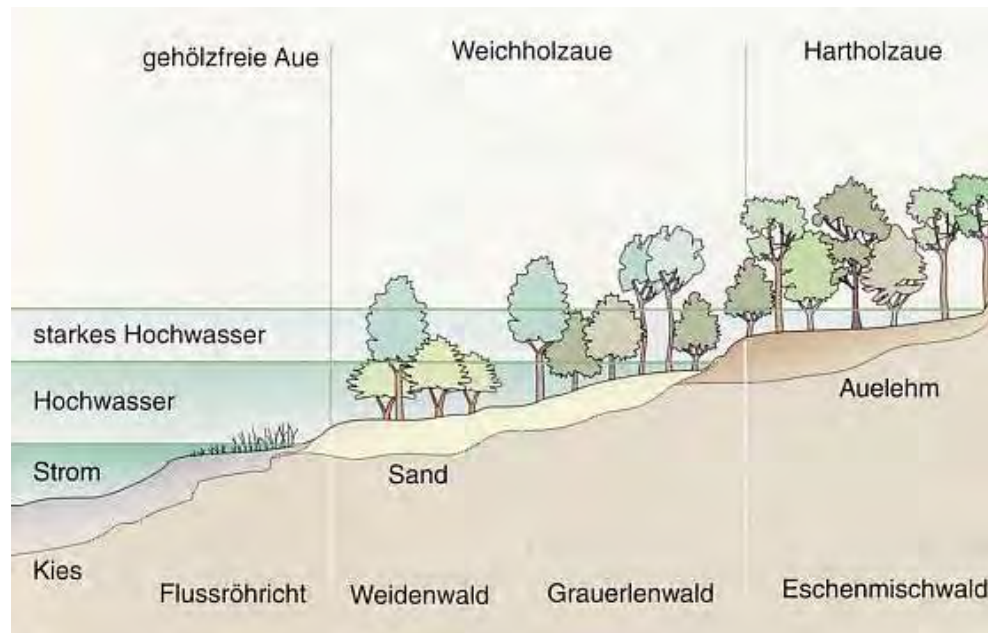 gehölzfreie Aue
Weichholzaue
Hartholzaue
starkes Hochwasser
Hochwasser
Strom
Auelehm
Sand
Kies
Flussröhricht
Weidenwald
Grauerlenwald
Eschenmischwald